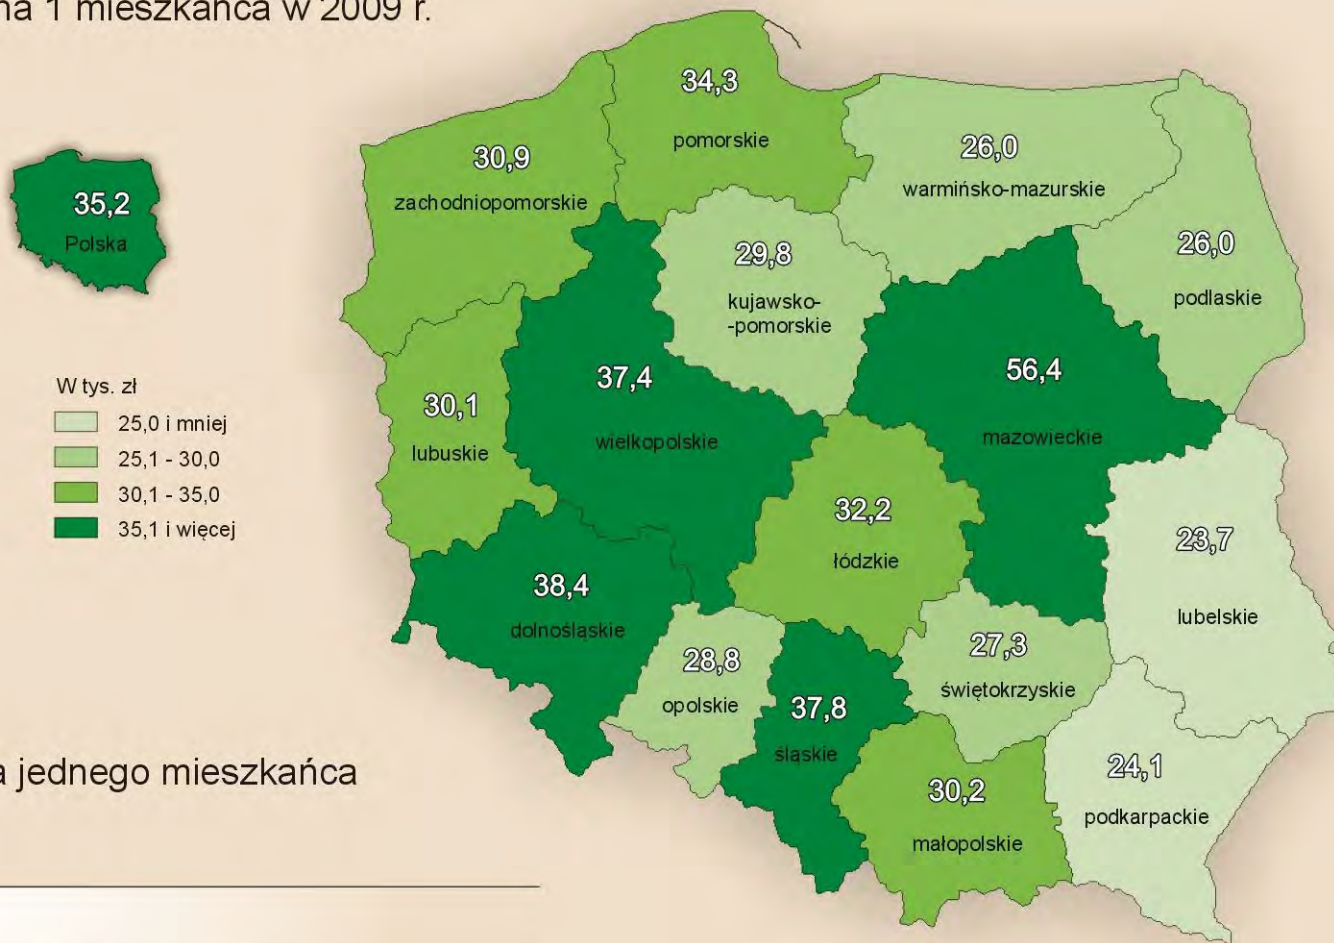 na 1 mieszkańca w 2009 r.
35,2
Polska
W tys. zł
25,0 i mniej
25,1 - 30,0
30,1 - 35,0
35,1 i więcej
34,3
pomorskie
30,9
zachodniopomorskie
26,0
warmińsko-mazurskie
26,0
podlaskie
29,8
kujawsko-
-pomorskie
37,4
wielkopolskie
56,4
mazowieckie
30,1
lubuskie
32,2
łódzkie
23,7
lubelskie
38,4
dolnośląskie
28,8
opolskie
37,8
śląskie
27,3
świętokrzyskie
30,2
małopolskie
24,1
podkarpackie
a jednego mieszkańca